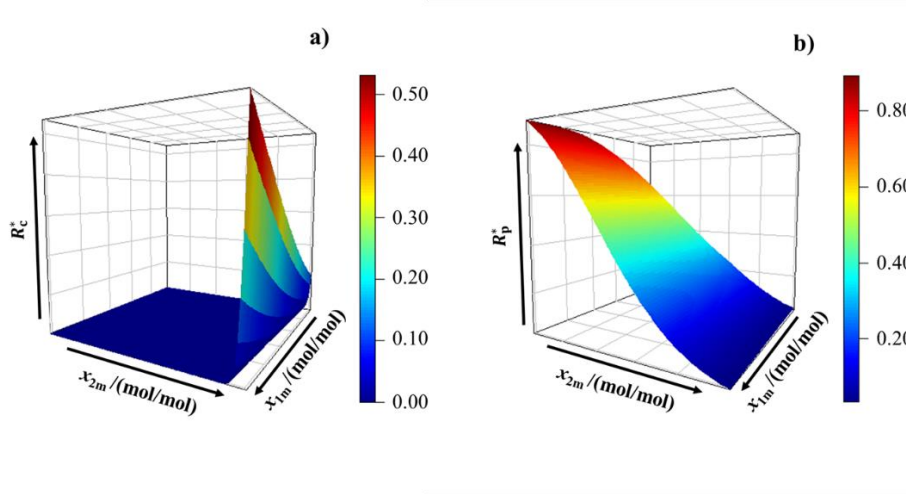 a)
0.50
0.40
0.30
0.20
0.10
0.00
R*c
x2m /(mol/mol)
x1m /(mol/mol)
b)
0.80
0.60
0.40
0.20
R*p
x2m /(mol/mol)
x1m /(mol/mol)